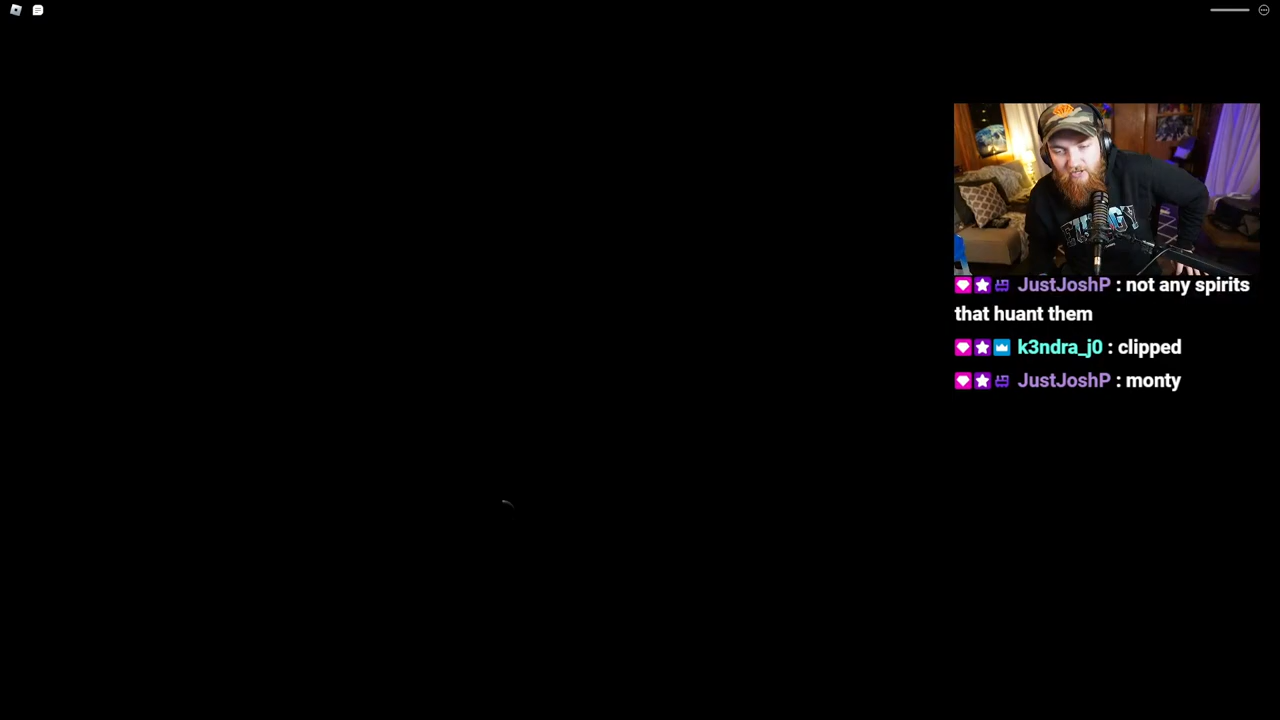 JustJoshP : not any spirits
that huant them
k3ndra_j0 : clipped
JustJoshP : monty